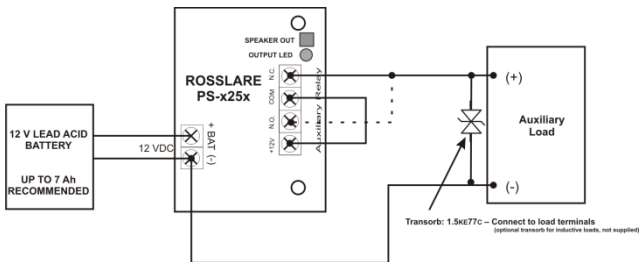 SPEAKER OUT
OUTPUT LED
ROSSLARE
PS-x25x
N.C.
COM
N.O.
+12V
Auxiliary Relay
+ BAT (-)
12 VDC
12 V LEAD ACID
BATTERY
UP TO 7 Ah
RECOMMENDED
(+)
Auxiliary
Load
(-)
Transorb: 1.5KE77C – Connect to load terminals
(optional transorb for inductive loads, not supplied)